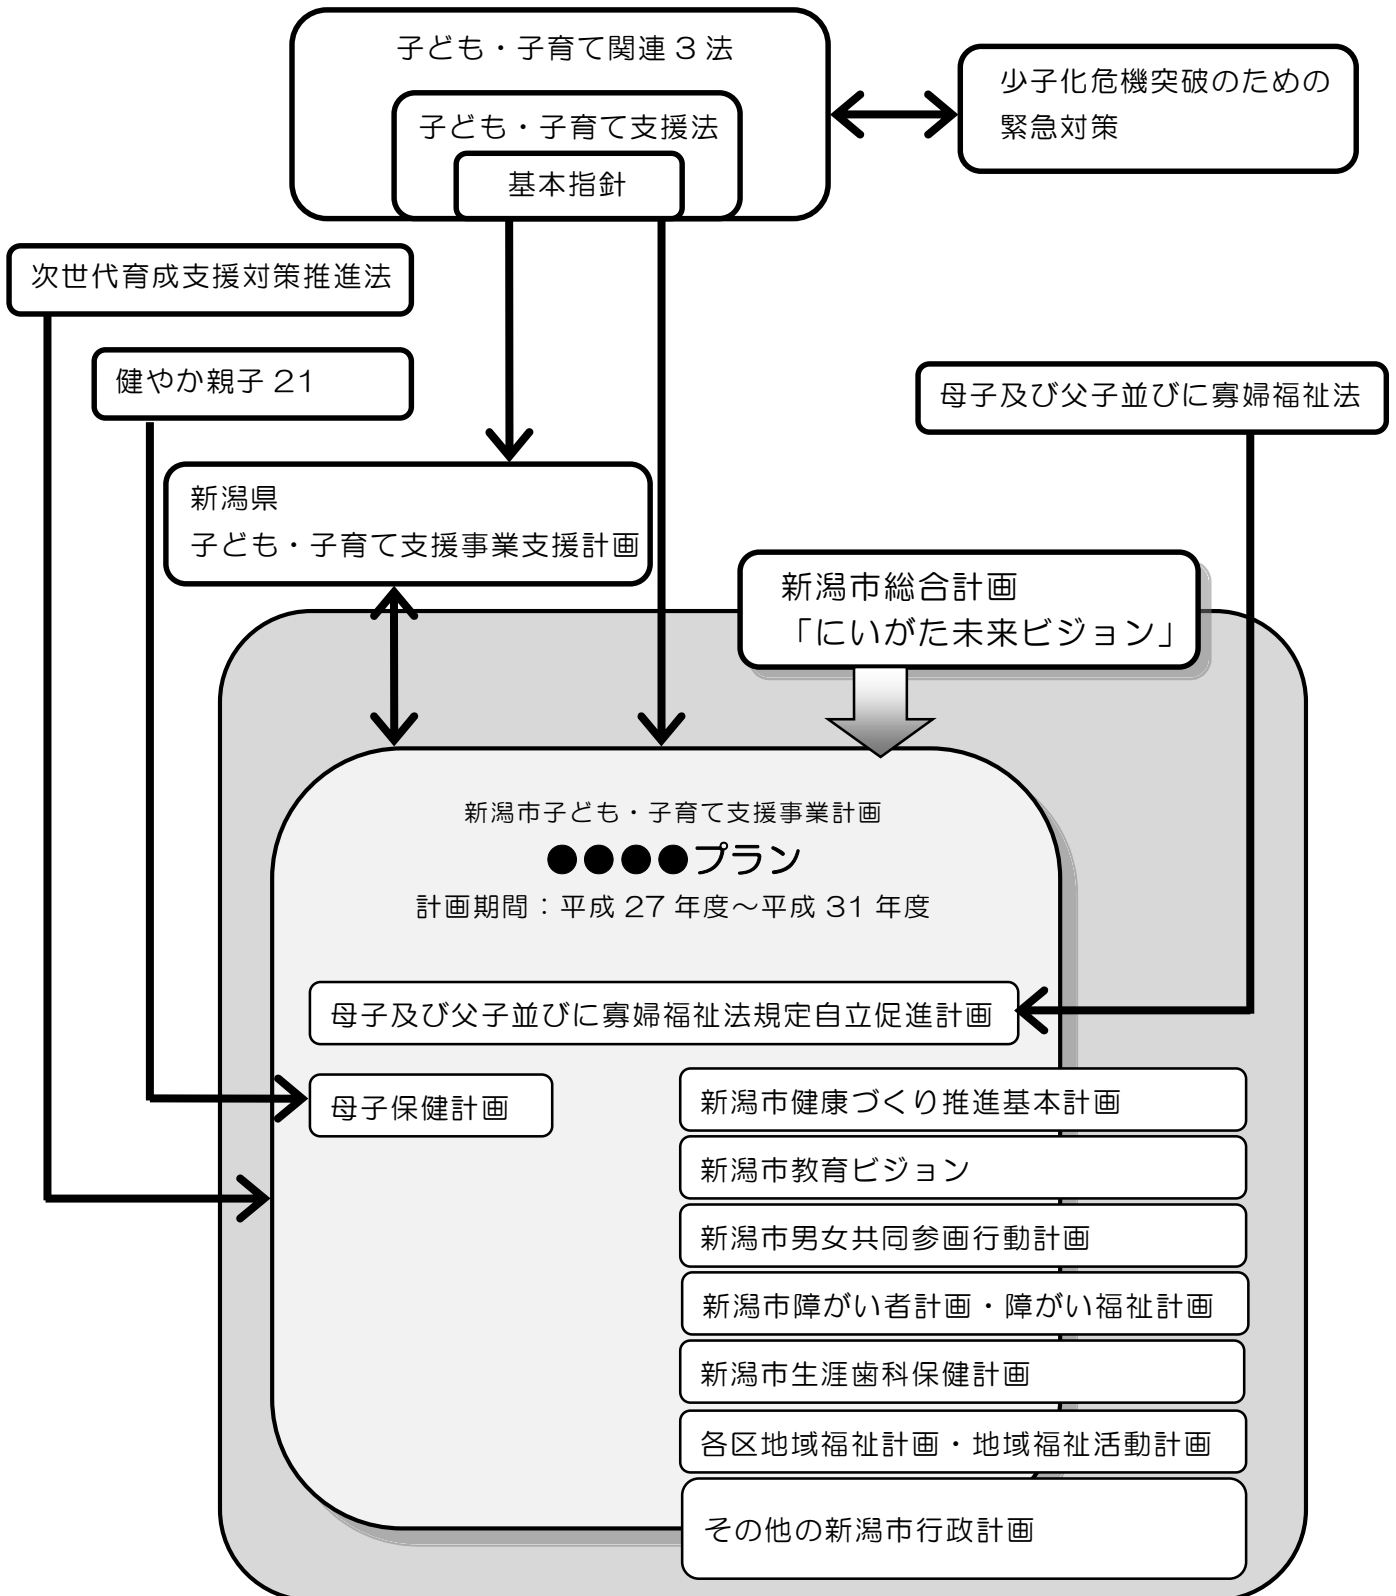 子ども・子育て関連３法
少子化危機突破のための
緊急対策
子ども・子育て支援法
基本指針
次世代育成支援対策推進法
健やか親子 21
母子及び父子並びに寡婦福祉法
新潟県
子ども・子育て支援事業支援計画
新潟市総合計画
「にいがた未来ビジョン」
新潟市子ども・子育て支援事業計画
●●●●プラン
計画期間：平成 27 年度～平成 31 年度
母子及び父子並びに寡婦福祉法規定自立促進計画
母子保健計画
新潟市健康づくり推進基本計画
新潟市教育ビジョン
新潟市男女共同参画行動計画
新潟市障がい者計画・障がい福祉計画
新潟市生涯歯科保健計画
各区地域福祉計画・地域福祉活動計画
その他の新潟市行政計画